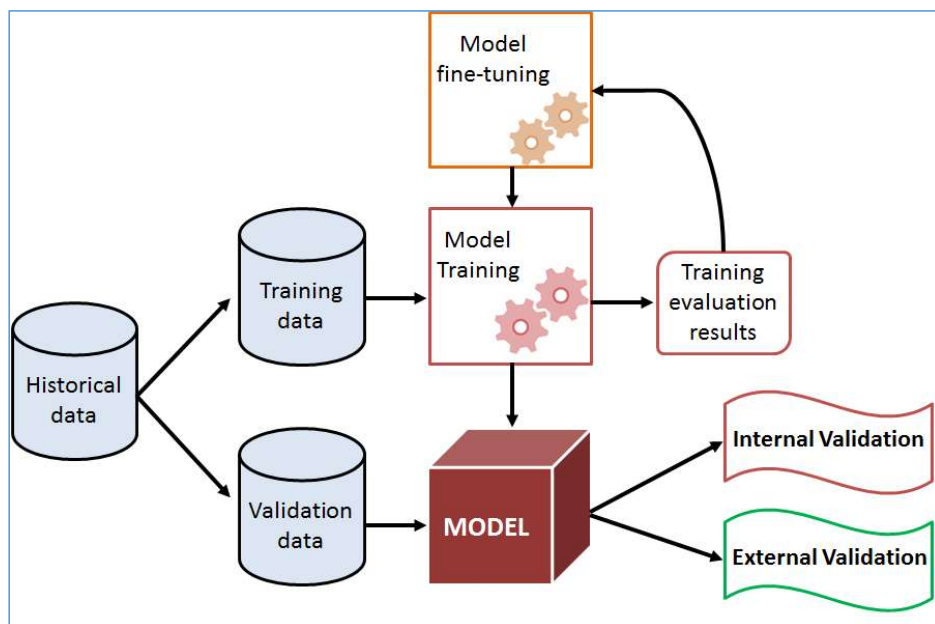 Model
fine-tuning
Model
Training
Training
data
Training
evaluation
results
Historical
data
Validation
data
MODEL
Internal Validation
External Validation